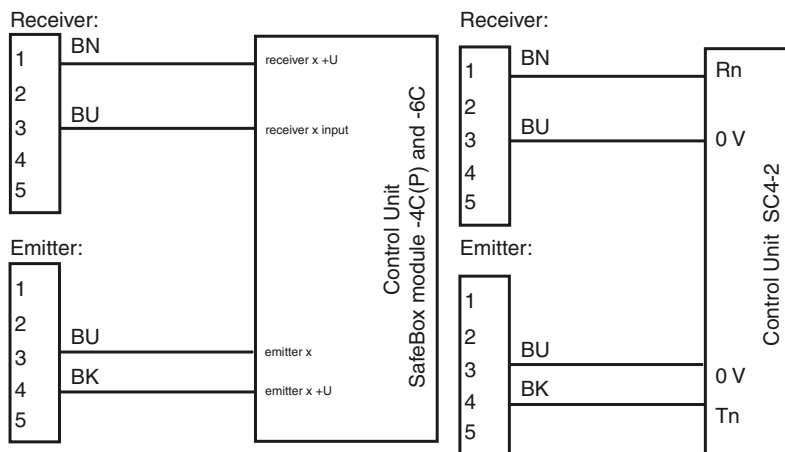 Receiver:
1 BN receiver x +U
2
3 BU receiver x input
4
5
Emitter:
1
2
3 BU emitter x
4 BK emitter x +U
5
Control Unit
SafeBox module -4C(P) and -6C
Receiver:
1 BN Rn
2
3 BU 0 V
4
5
Emitter:
1
2
3 BU 0 V
4 BK Tn
5
Control Unit SC4-2